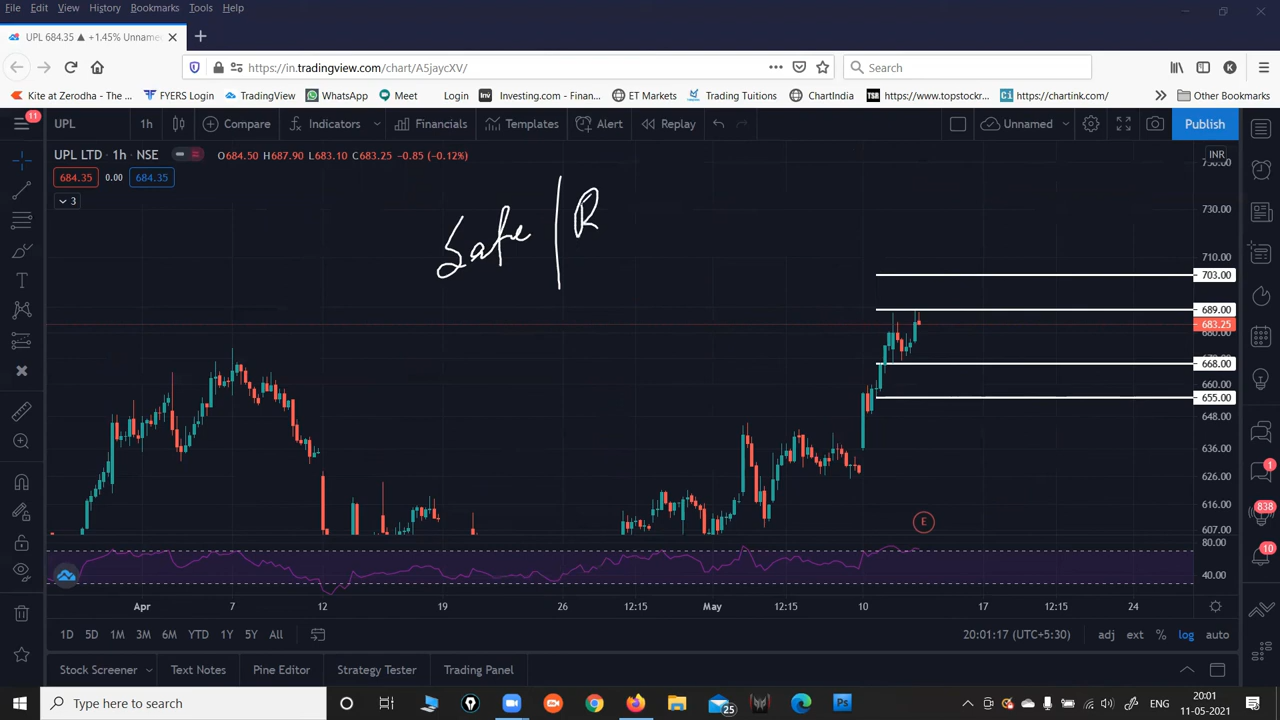 File Edit View History Bookmarks Tools Help
UPL 684.35 ▲ +1.45% Unname
https://in.tradingview.com/chart/A5jaycXV/
Search
Kite at Zerodha - The ... FYERS Login TradingView WhatsApp Meet Login Investing.com - Finan... ET Markets Trading Tuitions ChartIndia https://www.topstockr... https://chartink.com/ Other Bookmarks
11 UPL 1h Compare Indicators Financials Templates Alert Replay Unnamed Publish
UPL LTD · 1h · NSE O684.50 H687.90 L683.10 C683.25 -0.85 (-0.12%) INR
684.35 0.00 684.35
3
Safe | R
730.00
710.00
703.00
689.00
683.25
680.00
668.00
660.00
655.00
648.00
636.00
626.00
616.00
607.00
E
838
1
10
80.00
40.00
Apr 7 12 19 26 12:15 May 12:15 10 17 12:15 24
1D 5D 1M 3M 6M YTD 1Y 5Y All 20:01:17 (UTC+5:30) adj ext % log auto
Stock Screener Text Notes Pine Editor Strategy Tester Trading Panel
Type here to search 25 ENG 20:01
11-05-2021